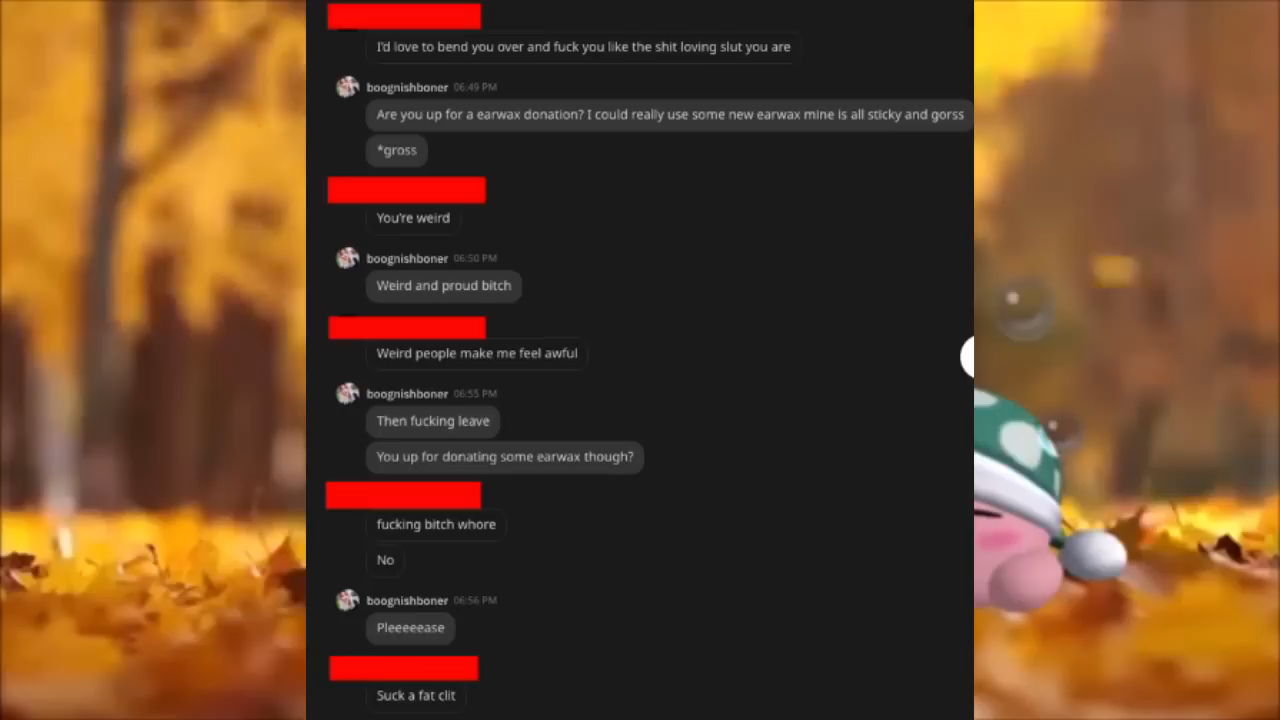 I'd love to bend you over and fuck you like the shit loving slut you are
boognishboner 06:49 PM
Are you up for a earwax donation? I could really use some new earwax mine is all sticky and gorss
*gross
You're weird
boognishboner 06:50 PM
Weird and proud bitch
Weird people make me feel awful
boognishboner 06:55 PM
Then fucking leave
You up for donating some earwax though?
fucking bitch whore
No
boognishboner 06:56 PM
Pleeeeease
Suck a fat clit